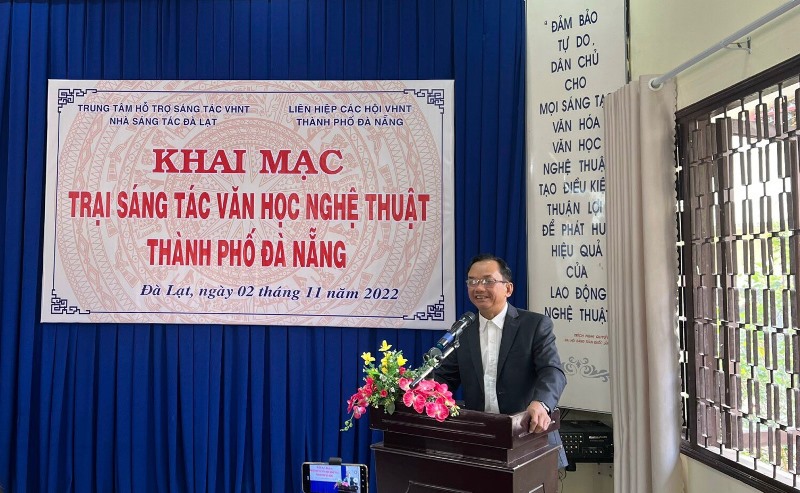 TRUNG TÂM HỖ TRỢ SÁNG TÁC VHNT
NHÀ SÁNG TÁC ĐÀ LẠT
LIÊN HIỆP CÁC HỘI VHNT
THÀNH PHỐ ĐÀ NẴNG
KHAI MẠC
TRẠI SÁNG TÁC VĂN HỌC NGHỆ THUẬT
THÀNH PHỐ ĐÀ NẴNG
Đà Lạt, ngày 02 tháng 11 năm 2022
“ ĐẢM BẢO
TỰ DO,
DÂN CHỦ
CHO
MỌI SÁNG TÁ
VĂN HÓA
VĂN HỌC
NGHỆ THUẬT
TẠO ĐIỀU KIỆ
THUẬN LỢI
ĐỂ PHÁT HU
HIỆU QUẢ
CỦA
LAO ĐỘNG
NGHỆ THUẬT